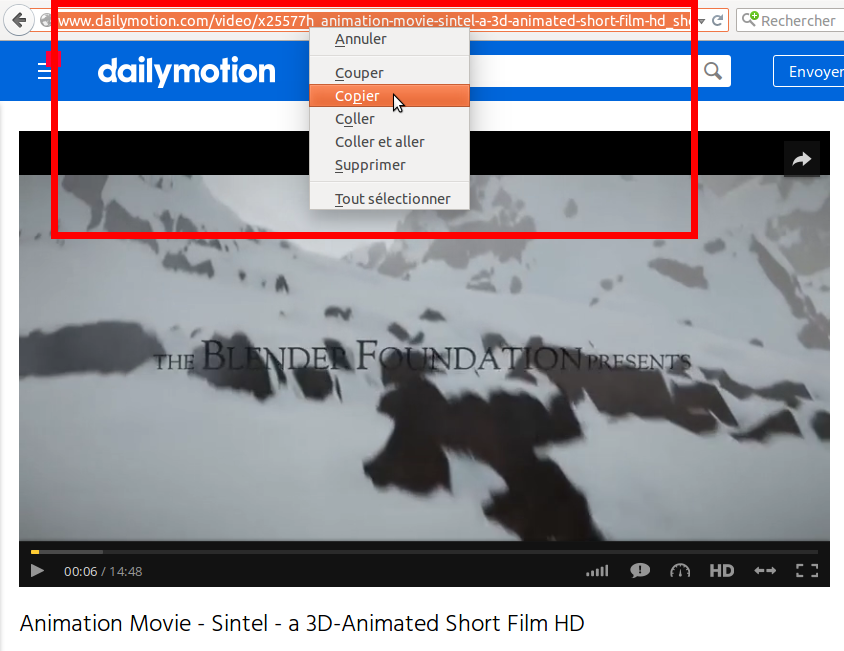 www.dailymotion.com/video/x25577h_animation-movie-sintel-a-3d-animated-short-film-hd_sho
Rechercher
dailymotion
Envoyer
Annuler
Couper
Copier
Coller
Coller et aller
Supprimer
Tout sélectionner
THE BLENDER FOUNDATION PRESENTS
00:06 / 14:48
HD
Animation Movie - Sintel - a 3D-Animated Short Film HD